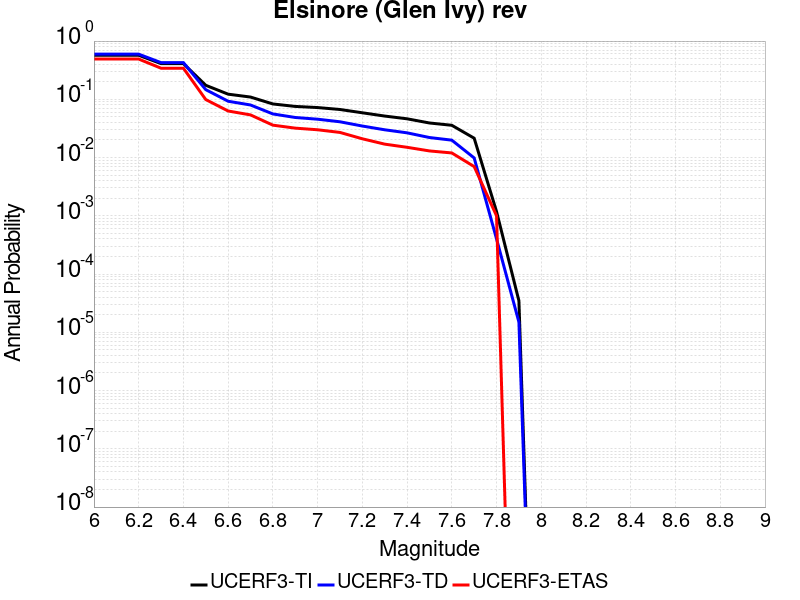 Elsinore (Glen Ivy) rev
10^0
10^-1
10^-2
10^-3
10^-4
10^-5
10^-6
10^-7
10^-8
Annual Probability
6 6.2 6.4 6.6 6.8 7 7.2 7.4 7.6 7.8 8 8.2 8.4 8.6 8.8 9
Magnitude
UCERF3-TI UCERF3-TD UCERF3-ETAS